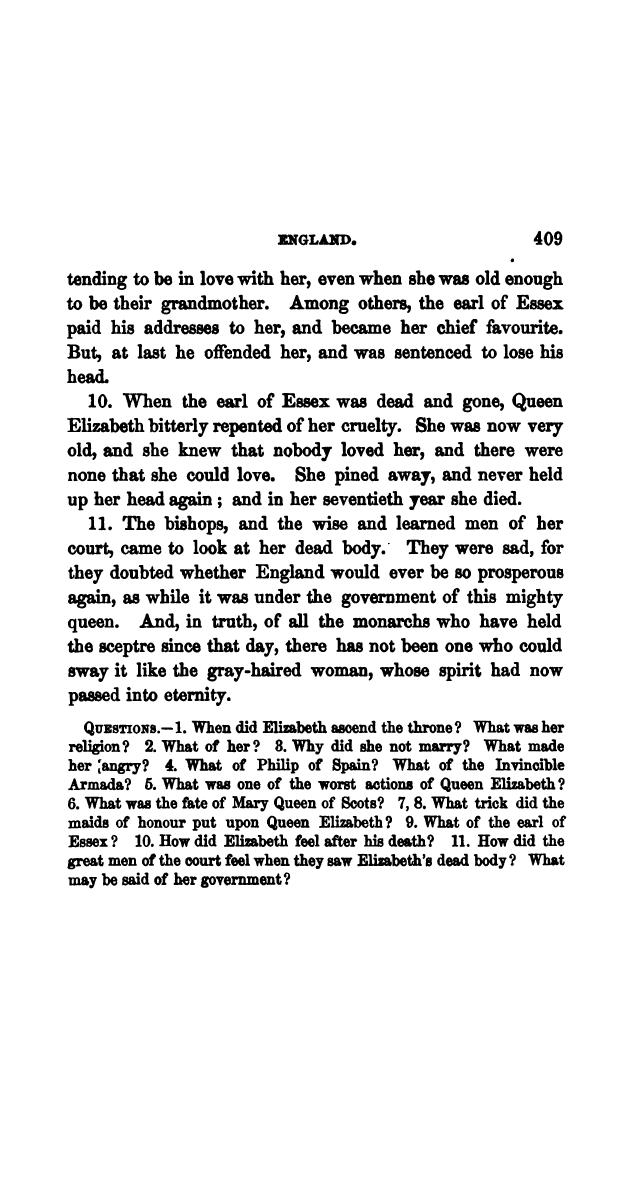 ENGLAND. 409
tending to be in love with her, even when she was old enough
to be their grandmother. Among others, the earl of Essex
paid his addresses to her, and became her chief favourite.
But, at last he offended her, and was sentenced to lose his
head.
10. When the earl of Essex was dead and gone, Queen
Elizabeth bitterly repented of her cruelty. She was now very
old, and she knew that nobody loved her, and there were
none that she could love. She pined away, and never held
up her head again; and in her seventieth year she died.
11. The bishops, and the wise and learned men of her
court, came to look at her dead body. They were sad, for
they doubted whether England would ever be so prosperous
again, as while it was under the government of this mighty
queen. And, in truth, of all the monarchs who have held
the sceptre since that day, there has not been one who could
sway it like the gray-haired woman, whose spirit had now
passed into eternity.
QUESTIONS.—1. When did Elizabeth ascend the throne? What was her
religion? 2. What of her? 3. Why did she not marry? What made
her angry? 4. What of Philip of Spain? What of the Invincible
Armada? 5. What was one of the worst actions of Queen Elizabeth?
6. What was the fate of Mary Queen of Scots? 7, 8. What trick did the
maids of honour put upon Queen Elizabeth? 9. What of the earl of
Essex? 10. How did Elizabeth feel after his death? 11. How did the
great men of the court feel when they saw Elizabeth's dead body? What
may be said of her government?